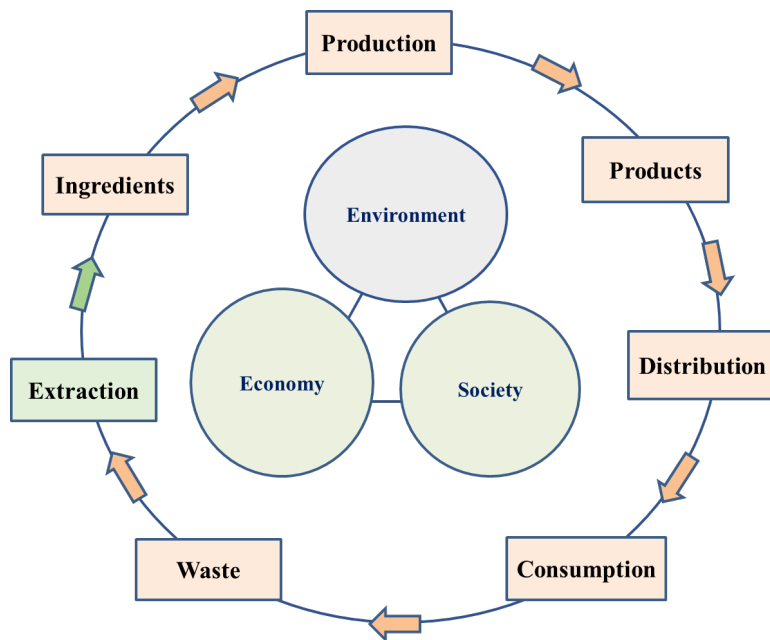 Production
Ingredients
Products
Environment
Distribution
Economy
Society
Extraction
Waste
Consumption